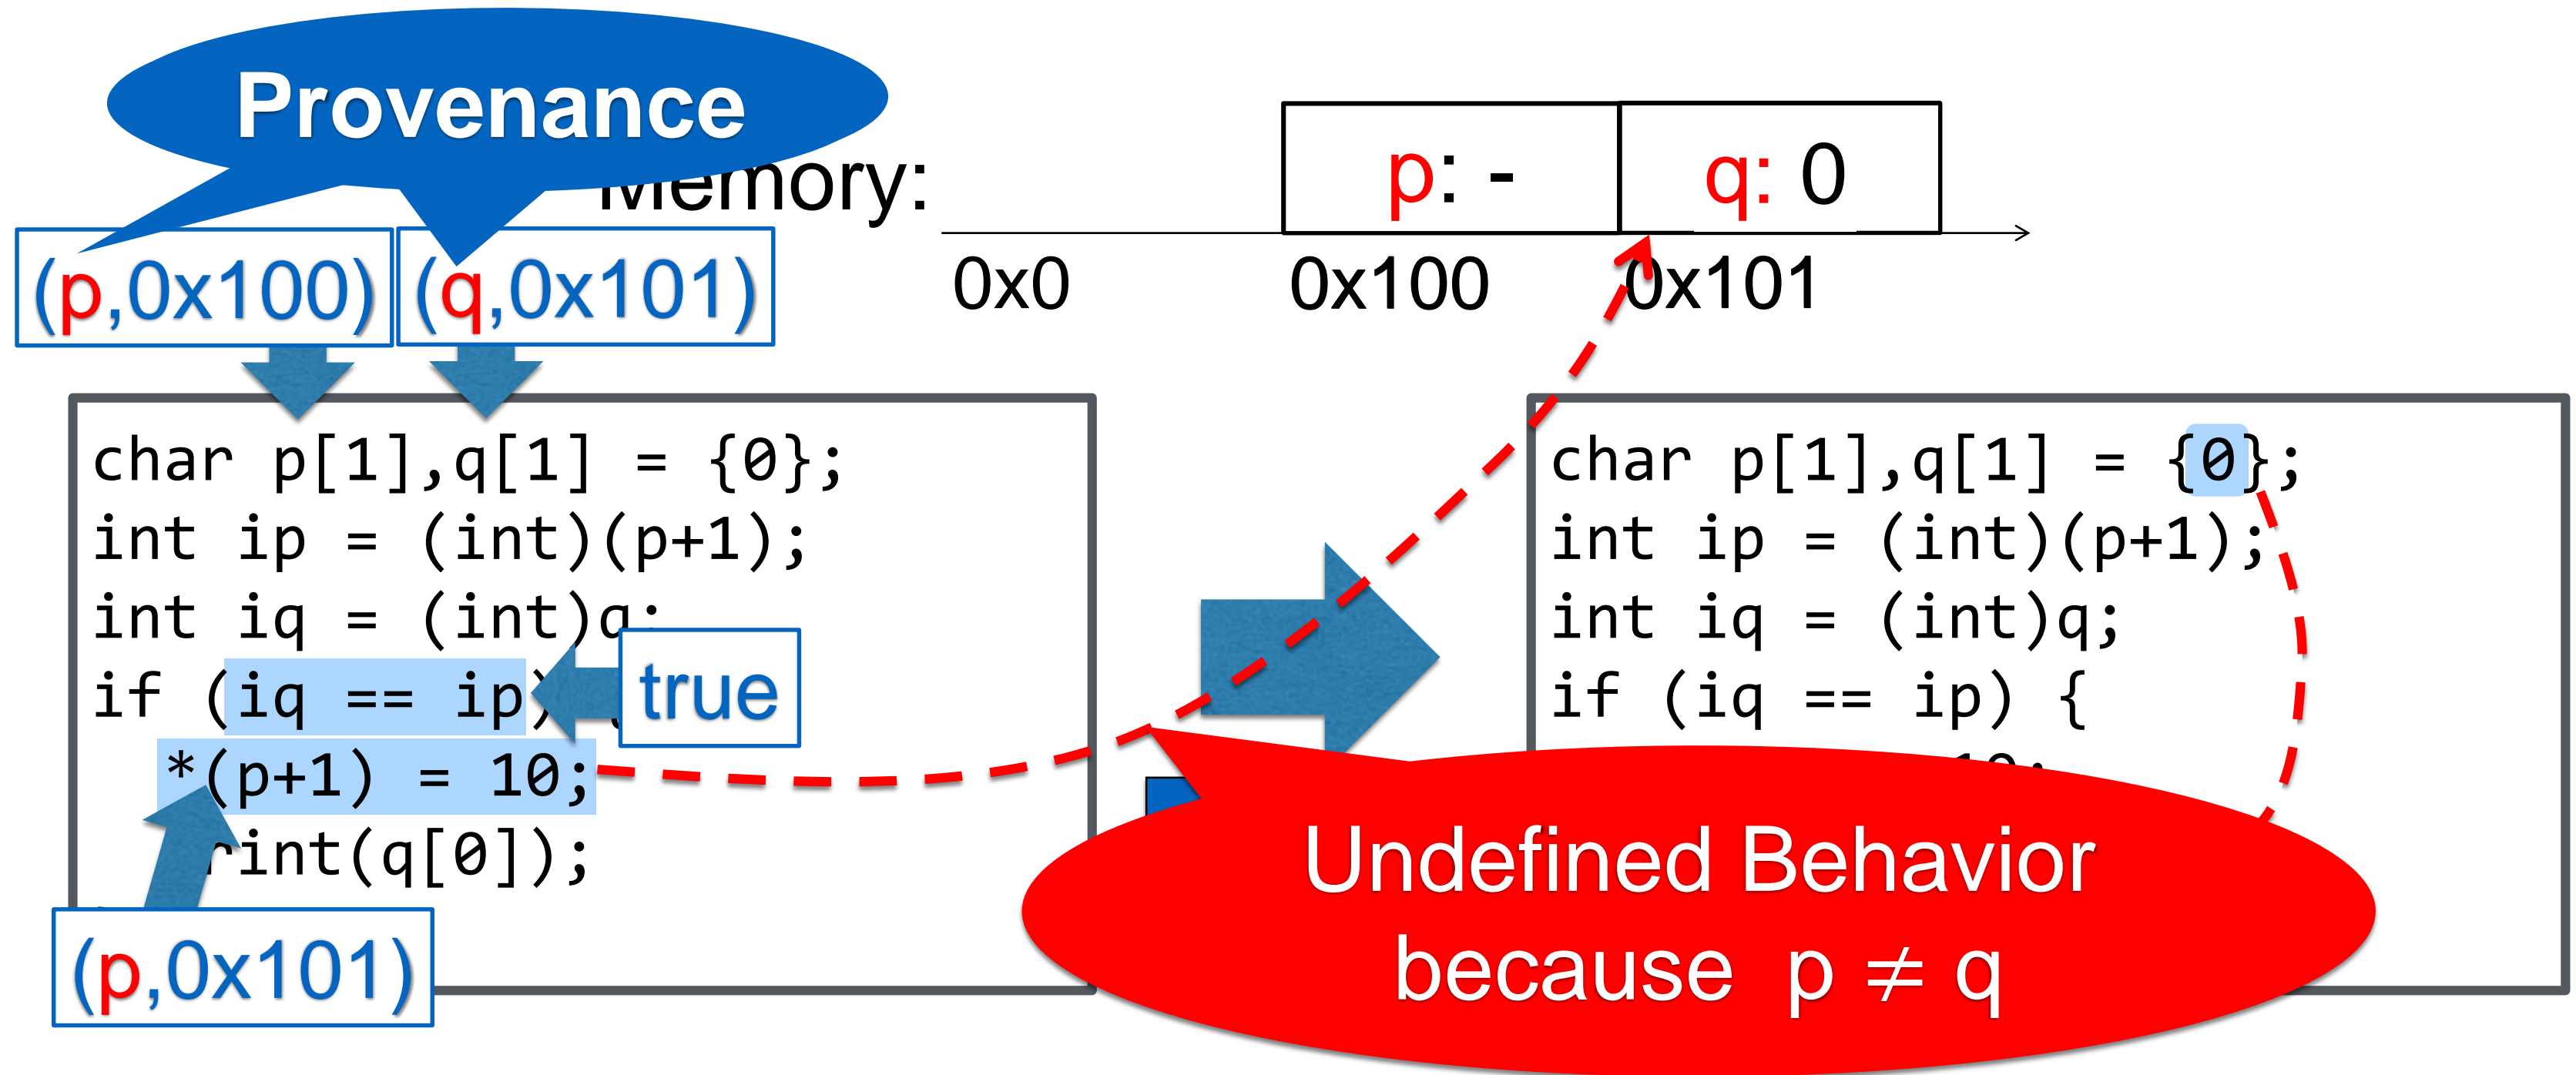 Provenance
Memory:
p: -
q: 0
(p,0x100)
(q,0x101)
0x0
0x100
0x101
char p[1],q[1] = {0};
int ip = (int)(p+1);
int iq = (int)q;
if (iq == ip)
true
*(p+1) = 10;
rint(q[0]);
(p,0x101)
char p[1],q[1] = {0};
int ip = (int)(p+1);
int iq = (int)q;
if (iq == ip) {
10;
Undefined Behavior
because p ≠ q